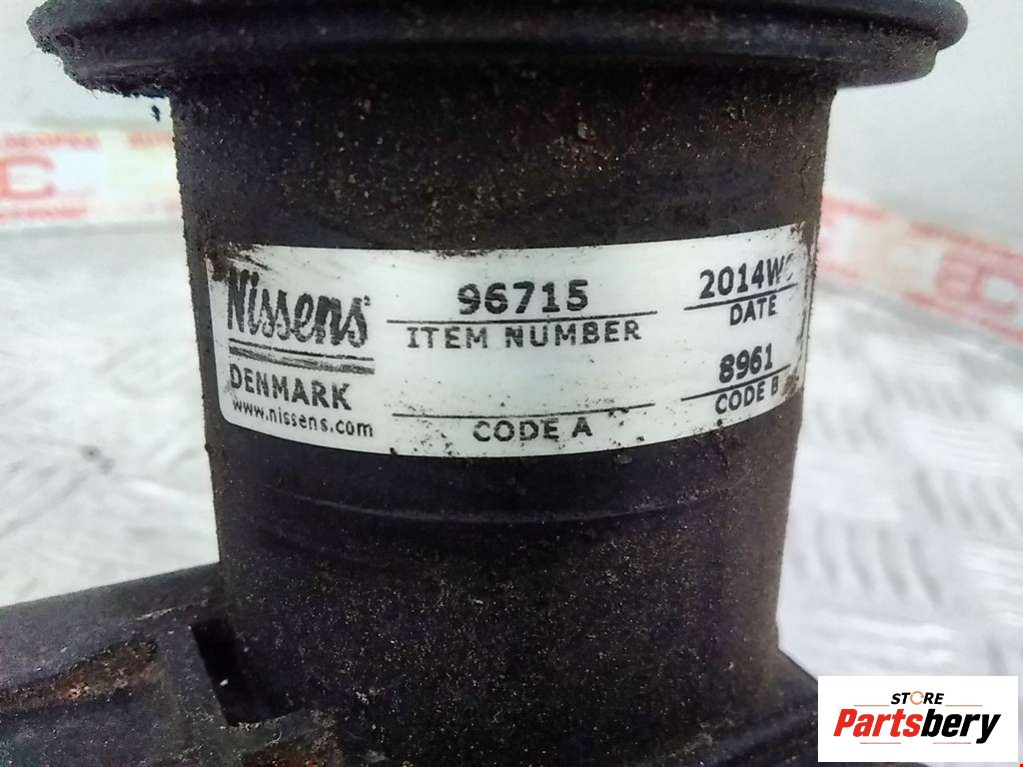 Nissens
DENMARK
www.nissens.com
96715
ITEM NUMBER
CODE A
2014W
DATE
8961
CODE B
STORE
Partsbery